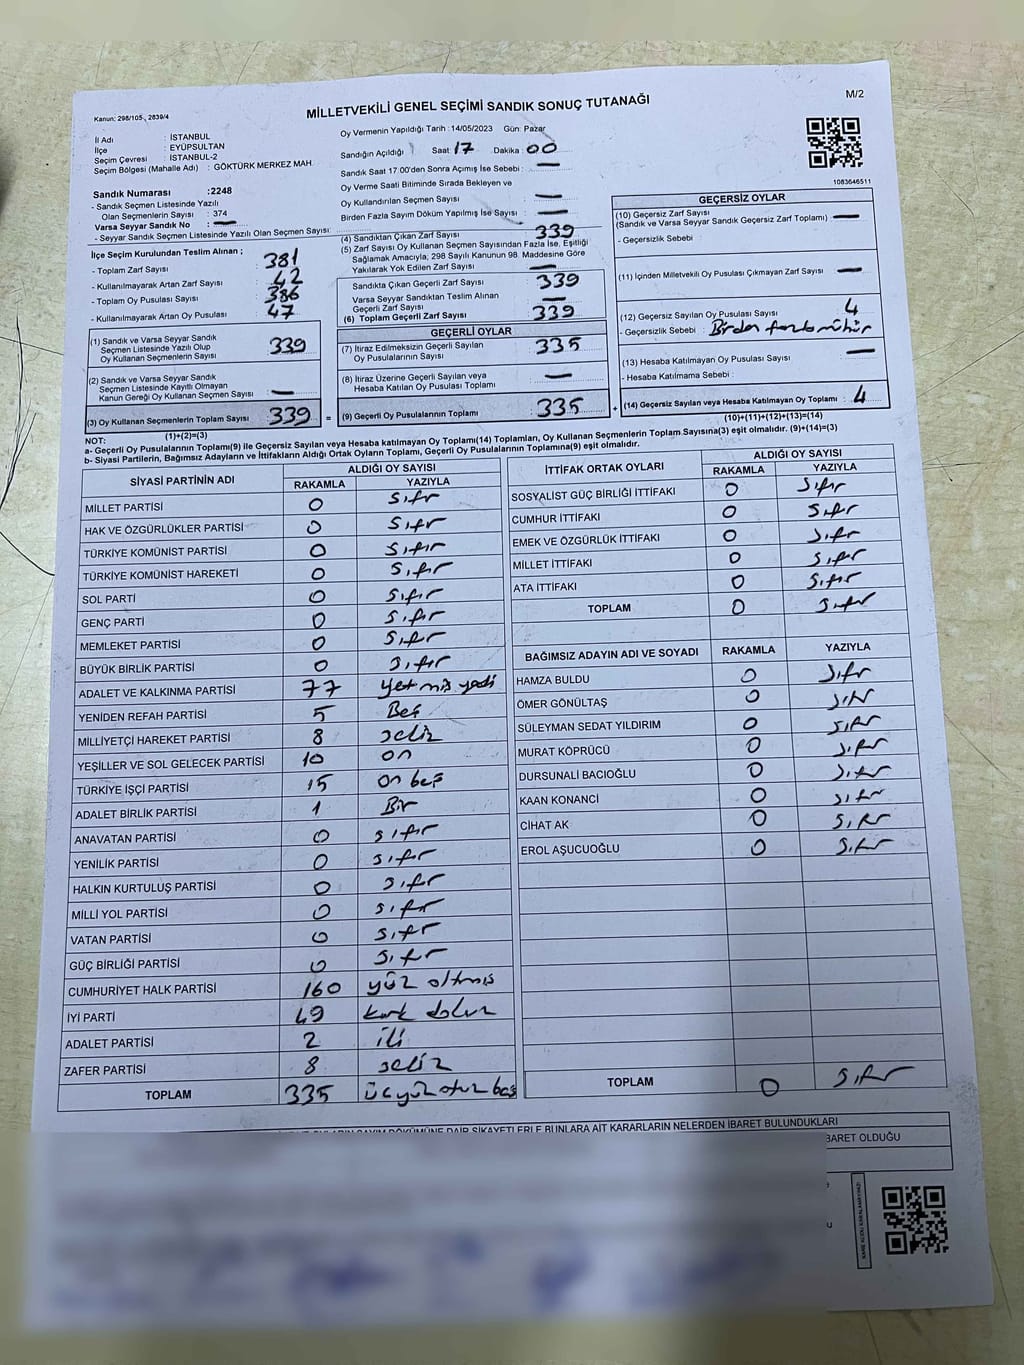 M/2
MİLLETVEKİLİ GENEL SEÇİMİ SANDIK SONUÇ TUTANAĞI
Kanun: 298/105-, 2839/4
İl Adı : İSTANBUL
İlçe : EYÜPSULTAN
Seçim Çevresi : İSTANBUL-2
Seçim Bölgesi (Mahalle Adı) : GÖKTÜRK MERKEZ MAH.
Sandık Numarası :2248
- Sandık Seçmen Listesinde Yazılı
Olan Seçmenlerin Sayısı : 374
Varsa Seyyar Sandık No : —
- Seyyar Sandık Seçmen Listesinde Yazılı Olan Seçmen Sayısı:
Oy Vermenin Yapıldığı Tarih : 14/05/2023 Gün: Pazar
Sandığın Açıldığı Saat : 17 Dakika : 00
Sandık Saat 17.00'den Sonra Açımış İse Sebebi : —
Oy Verme Saati Bitiminde Sırada Bekleyen ve
Oy Kullandırılan Seçmen Sayısı : —
Birden Fazla Sayım Döküm Yapılmış İse Sayısı : —
1083646511
İlçe Seçim Kurulundan Teslim Alınan ;
- Toplam Zarf Sayısı : 381
- Kullanılmayarak Artan Zarf Sayısı : 42
- Toplam Oy Pusulası Sayısı : 386
- Kullanılmayarak Artan Oy Pusulası : 47
(1) Sandık ve Varsa Seyyar Sandık
Seçmen Listesinde Yazılı Olup
Oy Kullanan Seçmenlerin Sayısı : 339
(2) Sandık ve Varsa Seyyar Sandık
Seçmen Listesinde Kayıtlı Olmayan
Kanun Gereği Oy Kullanan Seçmen Sayısı : —
(3) Oy Kullanan Seçmenlerin Toplam Sayısı : 339 =
(1)+(2)=(3)
(4) Sandıktan Çıkan Zarf Sayısı : 339
(5) Zarf Sayısı Oy Kullanan Seçmen Sayısından Fazla İse, Eşitliği
Sağlamak Amacıyla; 298 Sayılı Kanunun 98. Maddesine Göre
Yakılarak Yok Edilen Zarf Sayısı : —
Sandıkta Çıkan Geçerli Zarf Sayısı : 339
Varsa Seyyar Sandıktan Teslim Alınan
Geçerli Zarf Sayısı : —
(6) Toplam Geçerli Zarf Sayısı : 339
GEÇERLİ OYLAR
(7) İtiraz Edilmeksizin Geçerli Sayılan
Oy Pusulalarının Sayısı : 335
(8) İtiraz Üzerine Geçerli Sayılan veya
Hesaba Katılan Oy Pusulası Toplamı : —
(9) Geçerli Oy Pusulalarının Toplamı : 335 +
GEÇERSİZ OYLAR
(10) Geçersiz Zarf Sayısı
(Sandık ve Varsa Seyyar Sandık Geçersiz Zarf Toplamı) : —
- Geçersizlik Sebebi :
(11) İçinden Milletvekili Oy Pusulası Çıkmayan Zarf Sayısı : —
(12) Geçersiz Sayılan Oy Pusulası Sayısı : 4
- Geçersizlik Sebebi : Birden fazla mühür
(13) Hesaba Katılmayan Oy Pusulası Sayısı : —
- Hesaba Katılmama Sebebi :
(14) Geçersiz Sayılan veya Hesaba Katılmayan Oy Toplamı : 4
(10)+(11)+(12)+(13)=(14)
NOT:
a- Geçerli Oy Pusulalarının Toplamı(9) ile Geçersiz Sayılan veya Hesaba katılmayan Oy Toplamı(14) Toplamları, Oy Kullanan Seçmenlerin Toplam Sayısına(3) eşit olmalıdır. (9)+(14)=(3)
b- Siyasi Partilerin, Bağımsız Adayların ve İttifakların Aldığı Ortak Oyların Toplamı, Geçerli Oy Pusulalarının Toplamına(9) eşit olmalıdır.
SİYASİ PARTİNİN ADI ALDIĞI OY SAYISI
RAKAMLA YAZIYLA
MİLLET PARTİSİ 0 Sıfır
HAK VE ÖZGÜRLÜKLER PARTİSİ 0 Sıfır
TÜRKİYE KOMÜNİST PARTİSİ 0 Sıfır
TÜRKİYE KOMÜNİST HAREKETİ 0 Sıfır
SOL PARTİ 0 Sıfır
GENÇ PARTİ 0 Sıfır
MEMLEKET PARTİSİ 0 Sıfır
BÜYÜK BİRLİK PARTİSİ 0 Sıfır
ADALET VE KALKINMA PARTİSİ 77 yetmiş yedi
YENİDEN REFAH PARTİSİ 5 Beş
MİLLİYETÇİ HAREKET PARTİSİ 8 sekiz
YEŞİLLER VE SOL GELECEK PARTİSİ 10 on
TÜRKİYE İŞÇİ PARTİSİ 15 on beş
ADALET BİRLİK PARTİSİ 1 Bir
ANAVATAN PARTİSİ 0 sıfır
YENİLİK PARTİSİ 0 sıfır
HALKIN KURTULUŞ PARTİSİ 0 sıfır
MİLLİ YOL PARTİSİ 0 sıfır
VATAN PARTİSİ 0 sıfır
GÜÇ BİRLİĞİ PARTİSİ 0 sıfır
CUMHURİYET HALK PARTİSİ 160 yüz altmış
İYİ PARTİ 49 kırk dokuz
ADALET PARTİSİ 2 iki
ZAFER PARTİSİ 8 sekiz
TOPLAM 335 üçyüz otuz beş
İTTİFAK ORTAK OYLARI ALDIĞI OY SAYISI
RAKAMLA YAZIYLA
SOSYALİST GÜÇ BİRLİĞİ İTTİFAKI 0 Sıfır
CUMHUR İTTİFAKI 0 Sıfır
EMEK VE ÖZGÜRLÜK İTTİFAKI 0 Sıfır
MİLLET İTTİFAKI 0 Sıfır
ATA İTTİFAKI 0 Sıfır
TOPLAM 0 Sıfır
BAĞIMSIZ ADAYIN ADI VE SOYADI RAKAMLA YAZIYLA
HAMZA BULDU 0 Sıfır
ÖMER GÖNÜLTAŞ 0 Sıfır
SÜLEYMAN SEDAT YILDIRIM 0 Sıfır
MURAT KÖPRÜCÜ 0 Sıfır
DURSUNALİ BACIOĞLU 0 Sıfır
KAAN KONANCİ 0 Sıfır
CİHAT AK 0 Sıfır
EROL AŞUCUOĞLU 0 Sıfır
TOPLAM 0 Sıfır
SAYIM DÖKÜMÜNE DAİR ŞİKAYETLERLE BUNLARA AİT KARARLARIN NELERDEN İBARET BULUNDUKLARI
İBARET OLDUĞU
KARE KODU KARALAMAYINIZ!